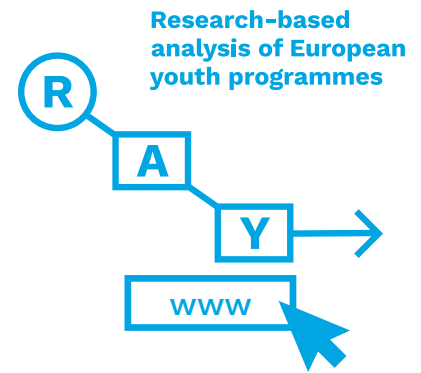 Research-based
analysis of European
youth programmes
R
A
Y
www